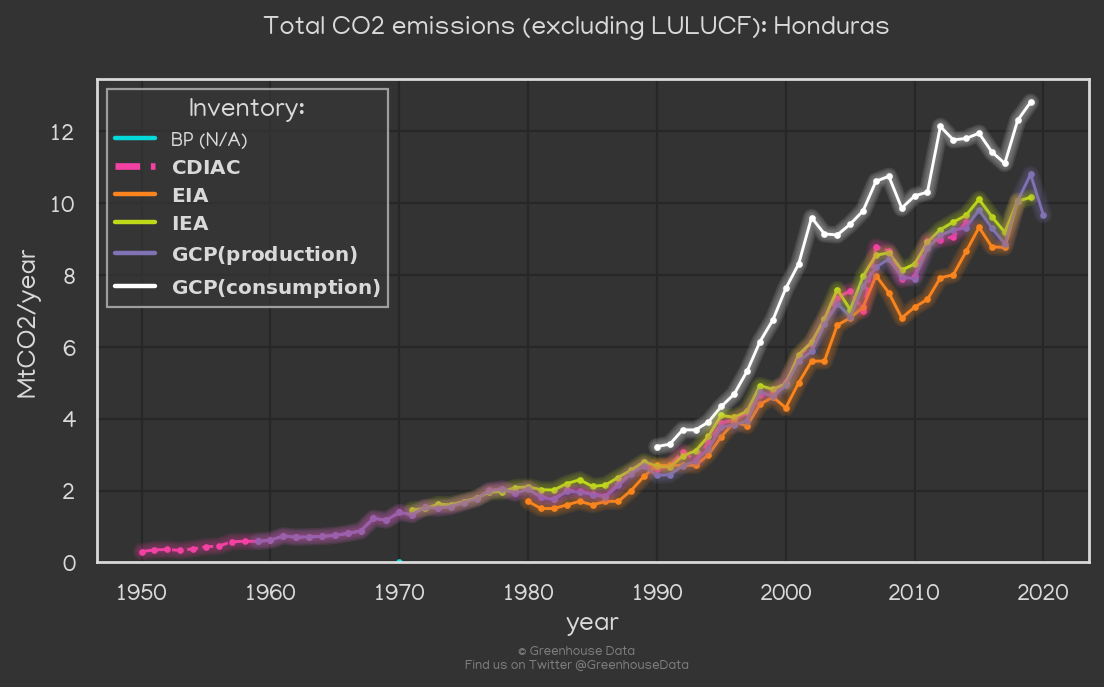 Total CO2 emissions (excluding LULUCF): Honduras
Inventory:
BP (N/A)
CDIAC
EIA
IEA
GCP(production)
GCP(consumption)
MtCO2/year
12
10
8
6
4
2
0
1950 1960 1970 1980 1990 2000 2010 2020
year
© Greenhouse Data
Find us on Twitter @GreenhouseData